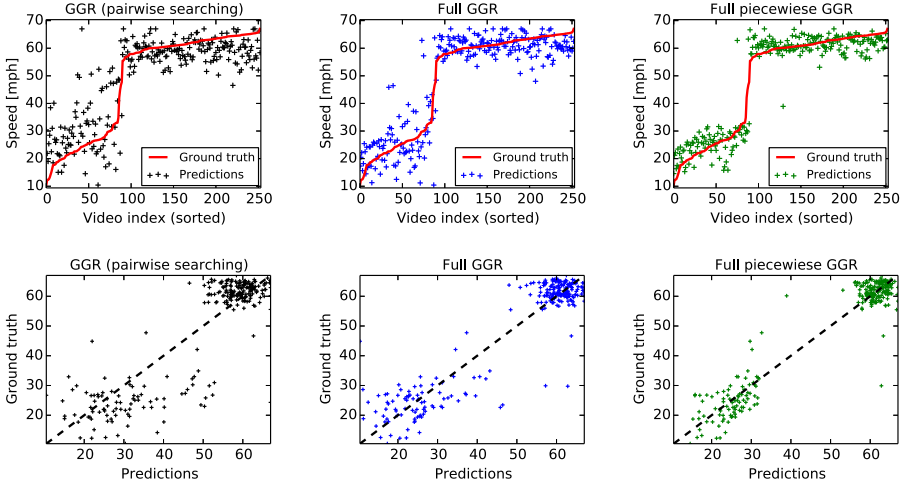 GGR (pairwise searching)
Speed [mph]
60
50
40
30
20
10
Ground truth
Predictions
0 50 100 150 200 250
Video index (sorted)
Full GGR
Speed [mph]
60
50
40
30
20
10
Ground truth
Predictions
0 50 100 150 200 250
Video index (sorted)
Full piecewiese GGR
Speed [mph]
60
50
40
30
20
10
Ground truth
Predictions
0 50 100 150 200 250
Video index (sorted)
GGR (pairwise searching)
Ground truth
60
50
40
30
20
20 30 40 50 60
Predictions
Full GGR
Ground truth
60
50
40
30
20
20 30 40 50 60
Predictions
Full piecewiese GGR
Ground truth
60
50
40
30
20
20 30 40 50 60
Predictions